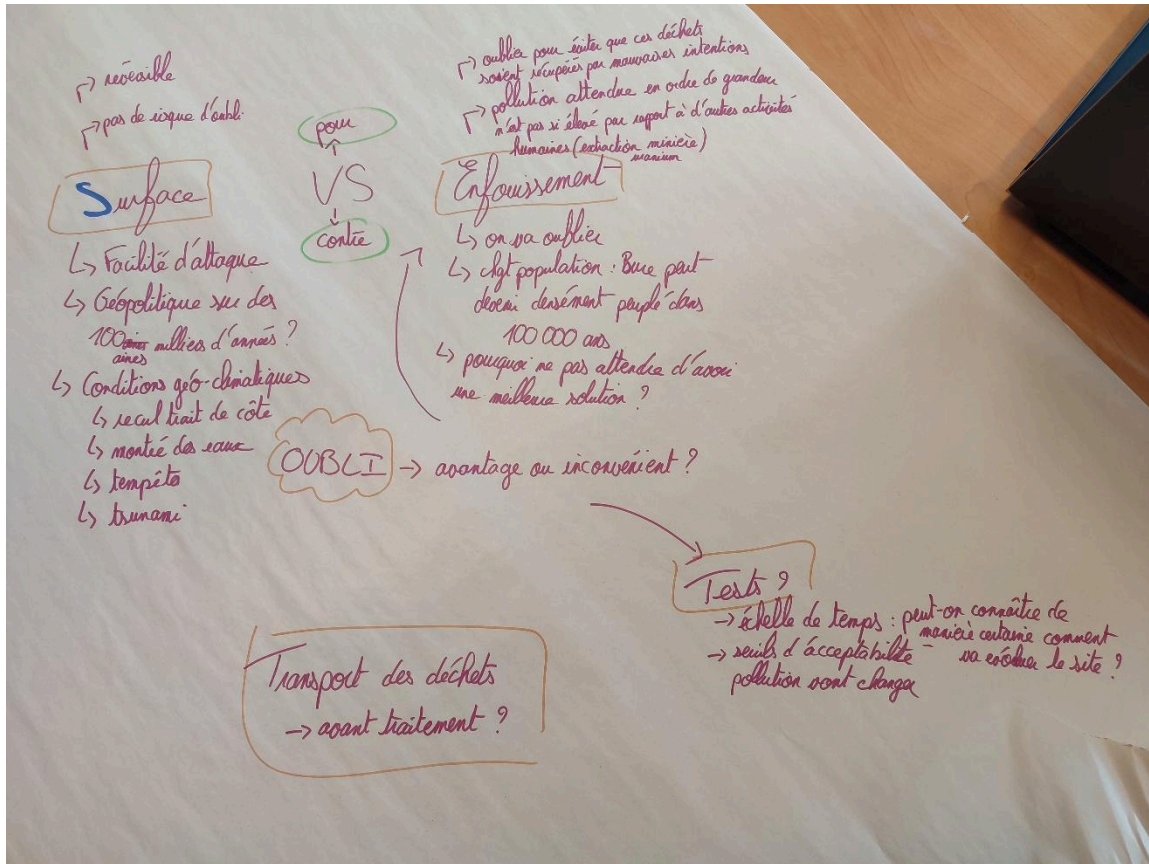 réversible
pas de risque d'oubli
Surface
Facilité d'attaque
Géopolitique sur des
100 aines milliers d'années ?
Conditions géo-climatiques
recul trait de côte
montée des eaux
tempête
tsunami
pour
VS
contre
oublier pour éviter que ces déchets
soient récupérés par mauvaises intentions
pollution attendue en ordre de grandeur
n'est pas si élevé par rapport à d'autres activités
humaines (extraction minière)
uranium
Enfouissement
on va oublier
chgt population : Bure peut
devenir densément peuplé dans
100 000 ans
pourquoi ne pas attendre d'avoir
une meilleure solution ?
OUBLI → avantage ou inconvénient ?
Tests ?
→ échelle de temps : peut-on connaître de
manière certaine comment
va évoluer le site ?
→ seuils d'acceptabilité
pollution vont changer
Transport des déchets
→ avant traitement ?